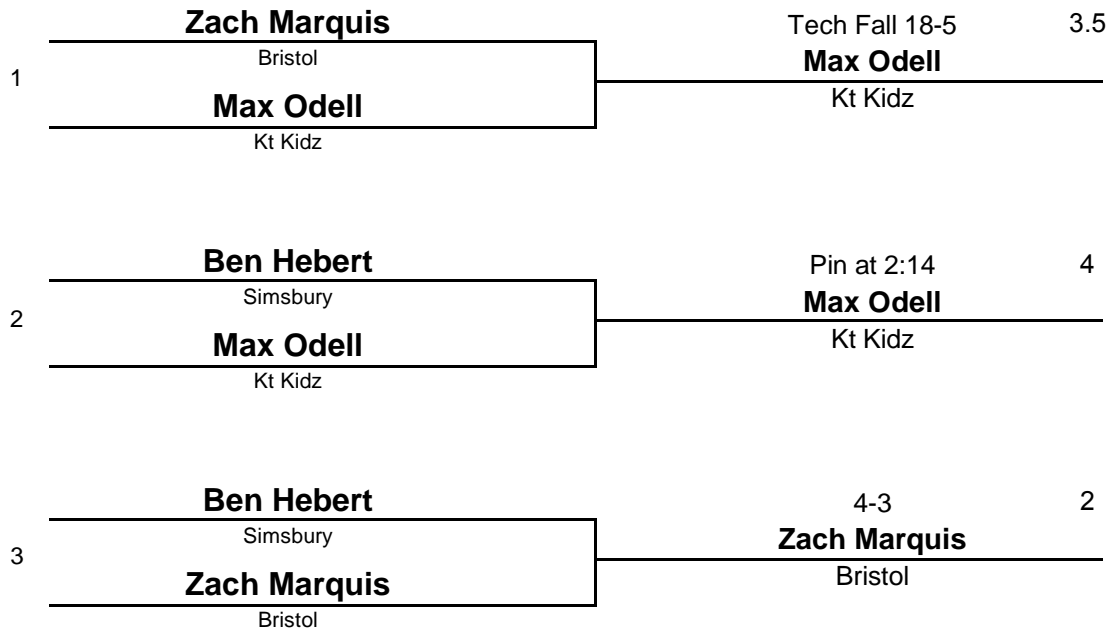 Zach Marquis
Bristol
1
Max Odell
Kt Kidz
Tech Fall 18-5 3.5
Max Odell
Kt Kidz
Ben Hebert
Simsbury
2
Max Odell
Kt Kidz
Pin at 2:14 4
Max Odell
Kt Kidz
Ben Hebert
Simsbury
3
Zach Marquis
Bristol
4-3 2
Zach Marquis
Bristol